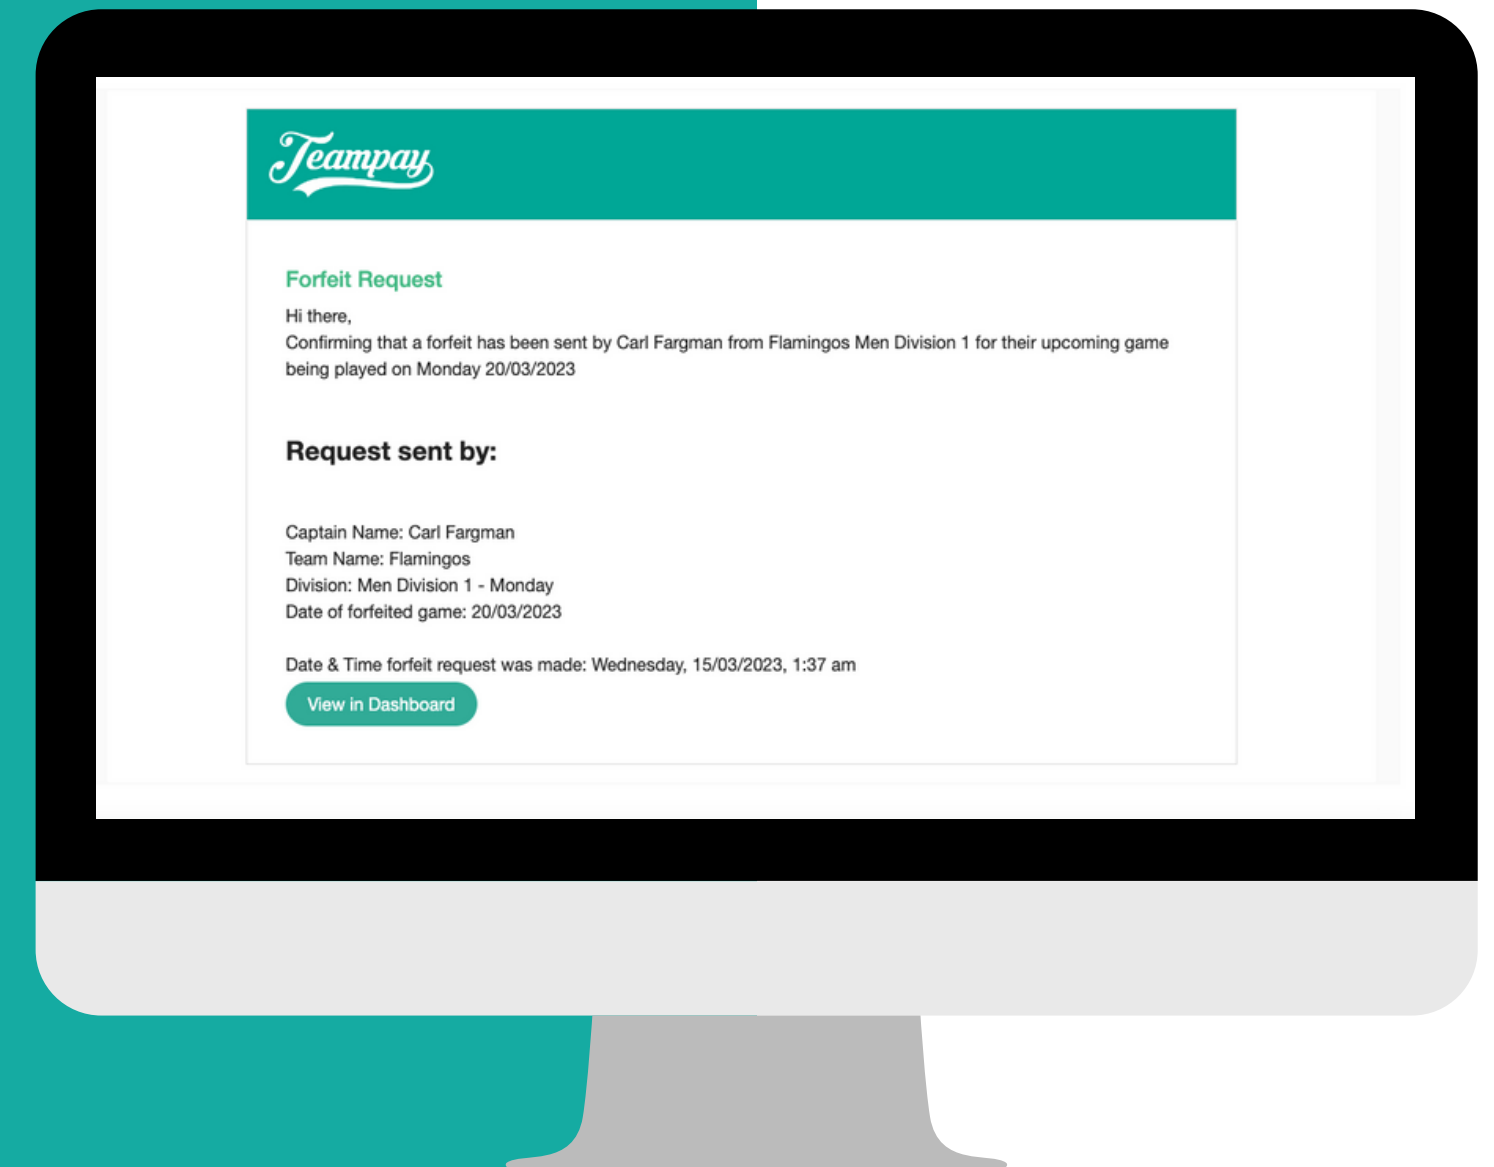 Teampay
Forfeit Request
Hi there,
Confirming that a forfeit has been sent by Carl Fargman from Flamingos Men Division 1 for their upcoming game
being played on Monday 20/03/2023
Request sent by:
Captain Name: Carl Fargman
Team Name: Flamingos
Division: Men Division 1 - Monday
Date of forfeited game: 20/03/2023
Date & Time forfeit request was made: Wednesday, 15/03/2023, 1:37 am
View in Dashboard